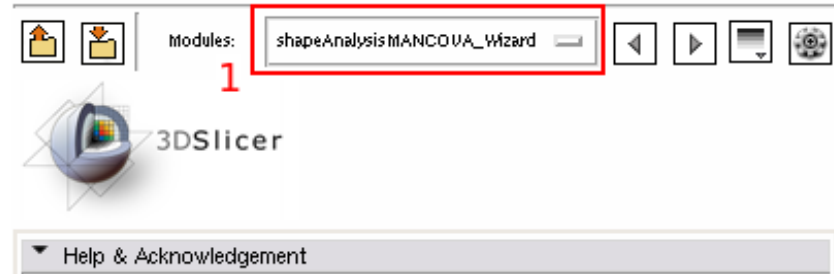 Modules: shapeAnalysisMANCOVA_Wizard
1
3DSlicer
Help & Acknowledgement